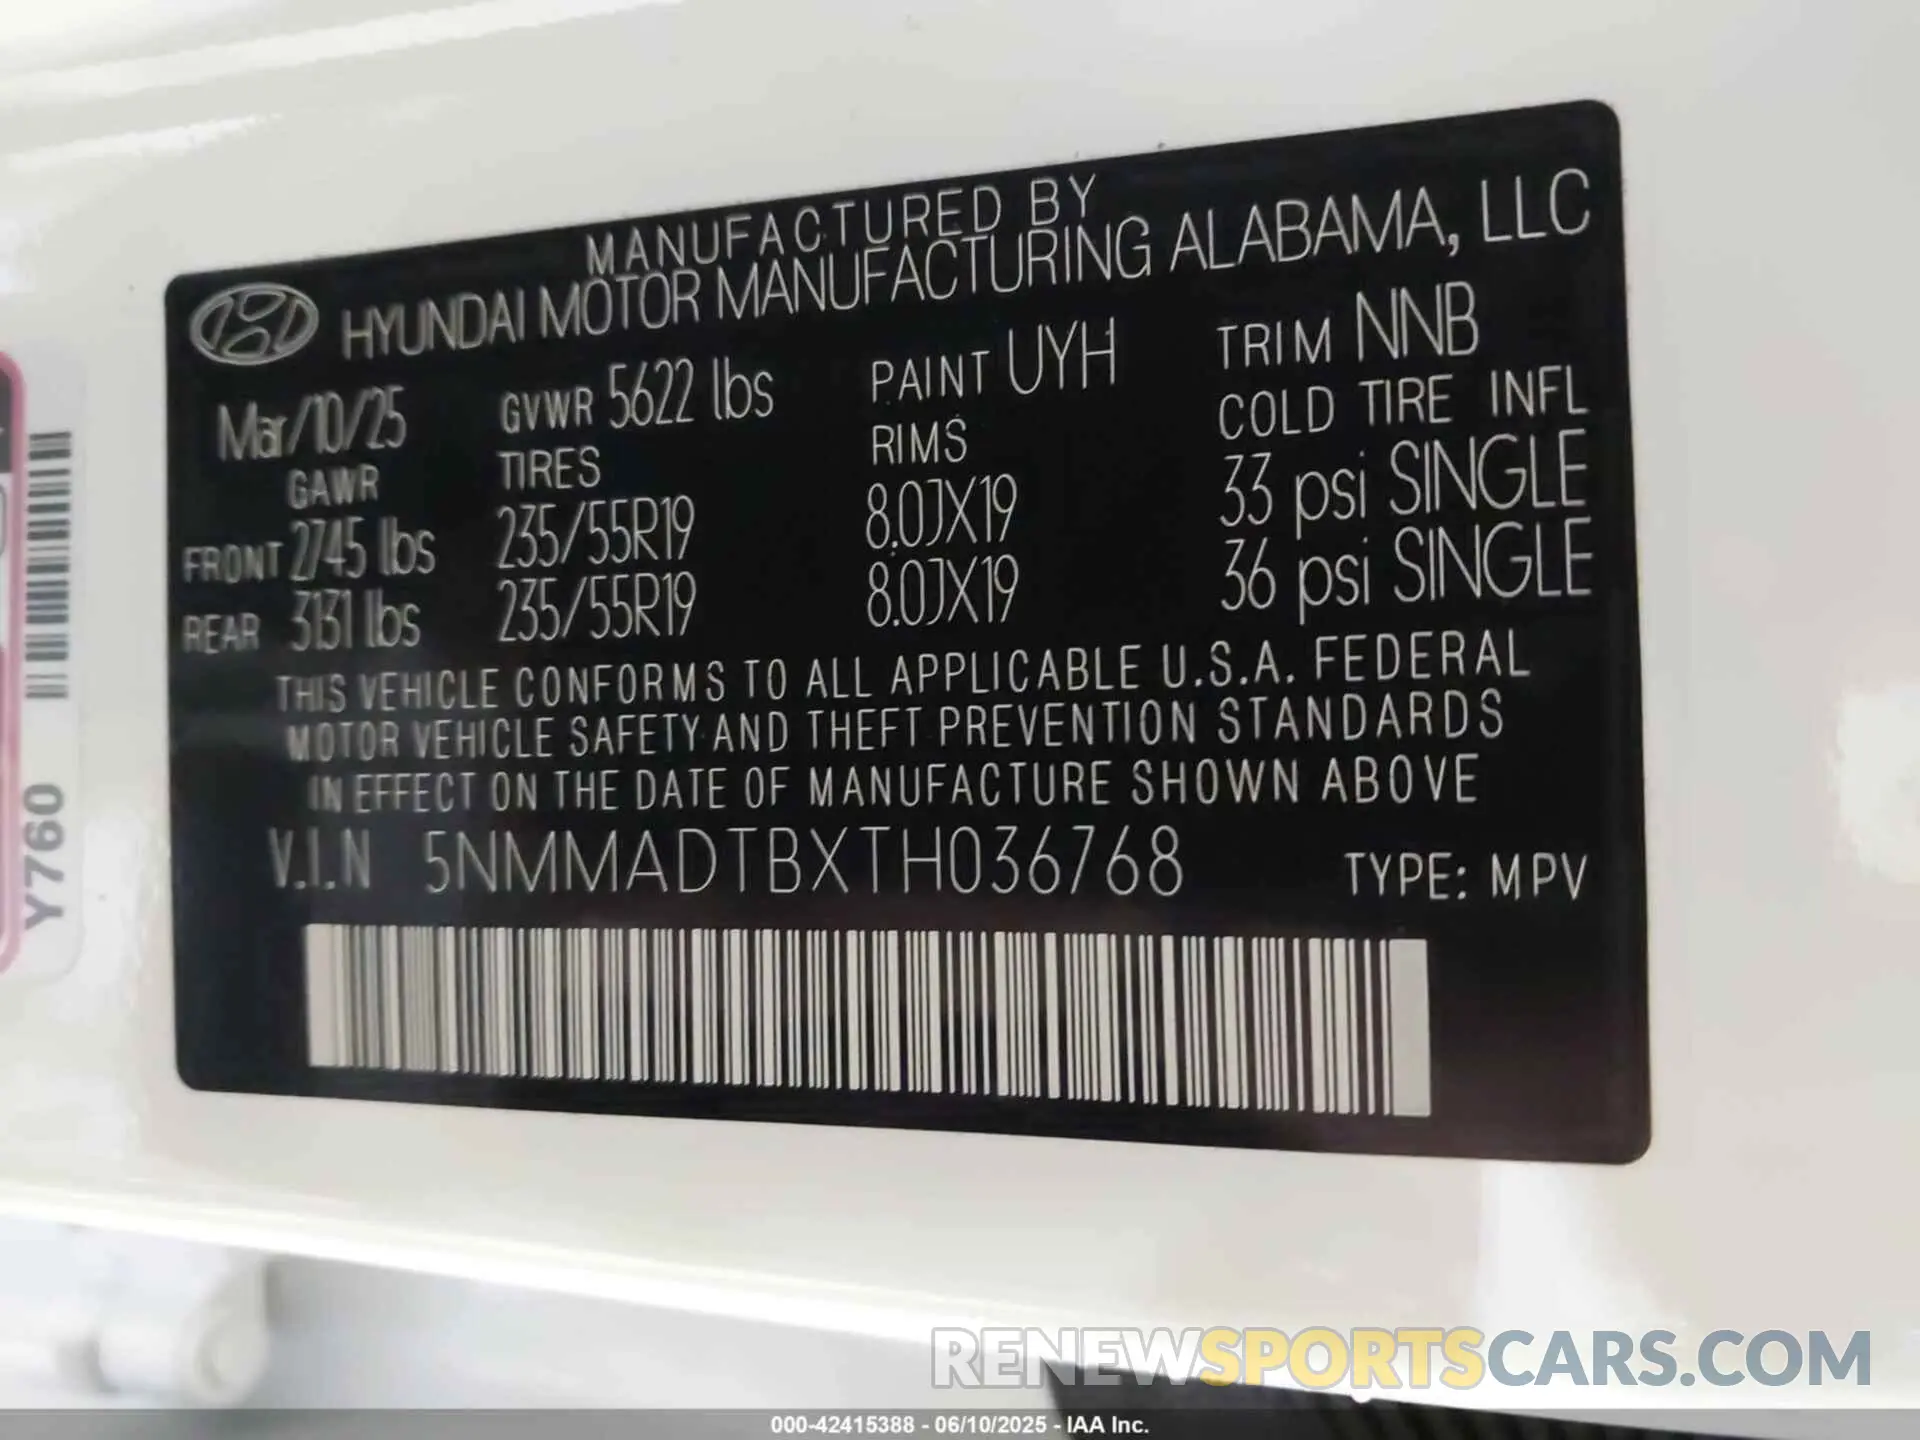 MANUFACTURED BY
HYUNDAI MOTOR MANUFACTURING ALABAMA, LLC
Mar/10/25 GVWR 5622 lbs PAINT UYH TRIM NNB
GAWR TIRES RIMS COLD TIRE INFL
FRONT 2745 lbs 235/55R19 8.0JX19 33 psi SINGLE
REAR 3131 lbs 235/55R19 8.0JX19 36 psi SINGLE
THIS VEHICLE CONFORMS TO ALL APPLICABLE U.S.A. FEDERAL
MOTOR VEHICLE SAFETY AND THEFT PREVENTION STANDARDS
IN EFFECT ON THE DATE OF MANUFACTURE SHOWN ABOVE
V.I.N 5NMMADTBXTH036768 TYPE: MPV
Y760
RENEWSPORTSCARS.COM
000-42415388 - 06/10/2025 - IAA Inc.